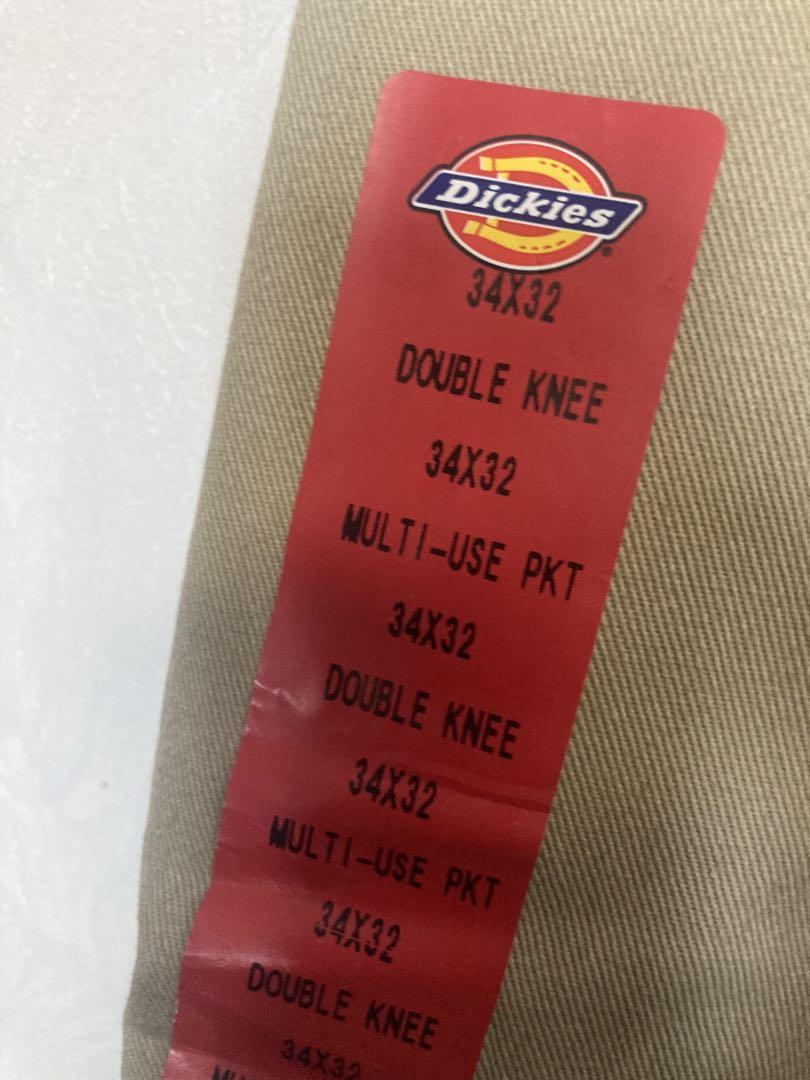 Dickies
34X32
DOUBLE KNEE
34X32
MULTI-USE PKT
34X32
DOUBLE KNEE
34X32
MULTI-USE PKT
34X32
DOUBLE KNEE
34X32